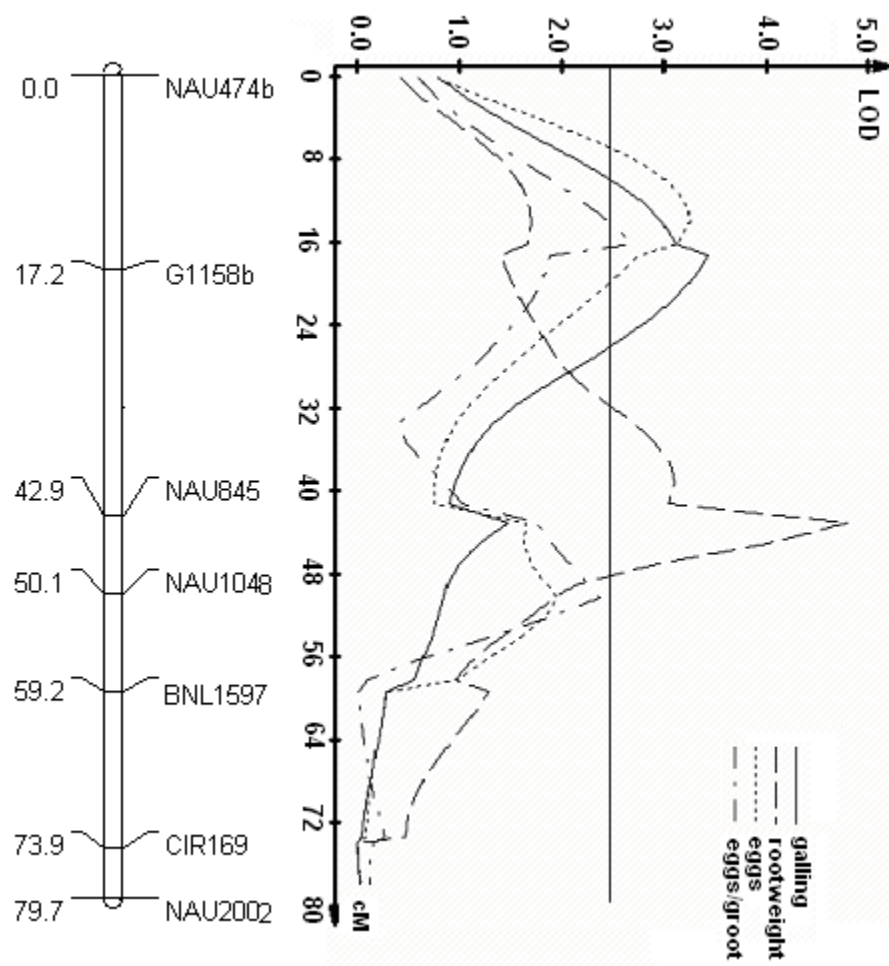 0.0 1.0 2.0 3.0 4.0 5.0
LOD
0.0 NAU474b
17.2 G1158b
42.9 NAU845
50.1 NAU1048
59.2 BNL1597
73.9 CIR169
79.7 NAU2002
0
8
16
24
32
40
48
56
64
72
80
cM
galling
rootweight
eggs
eggs/groot